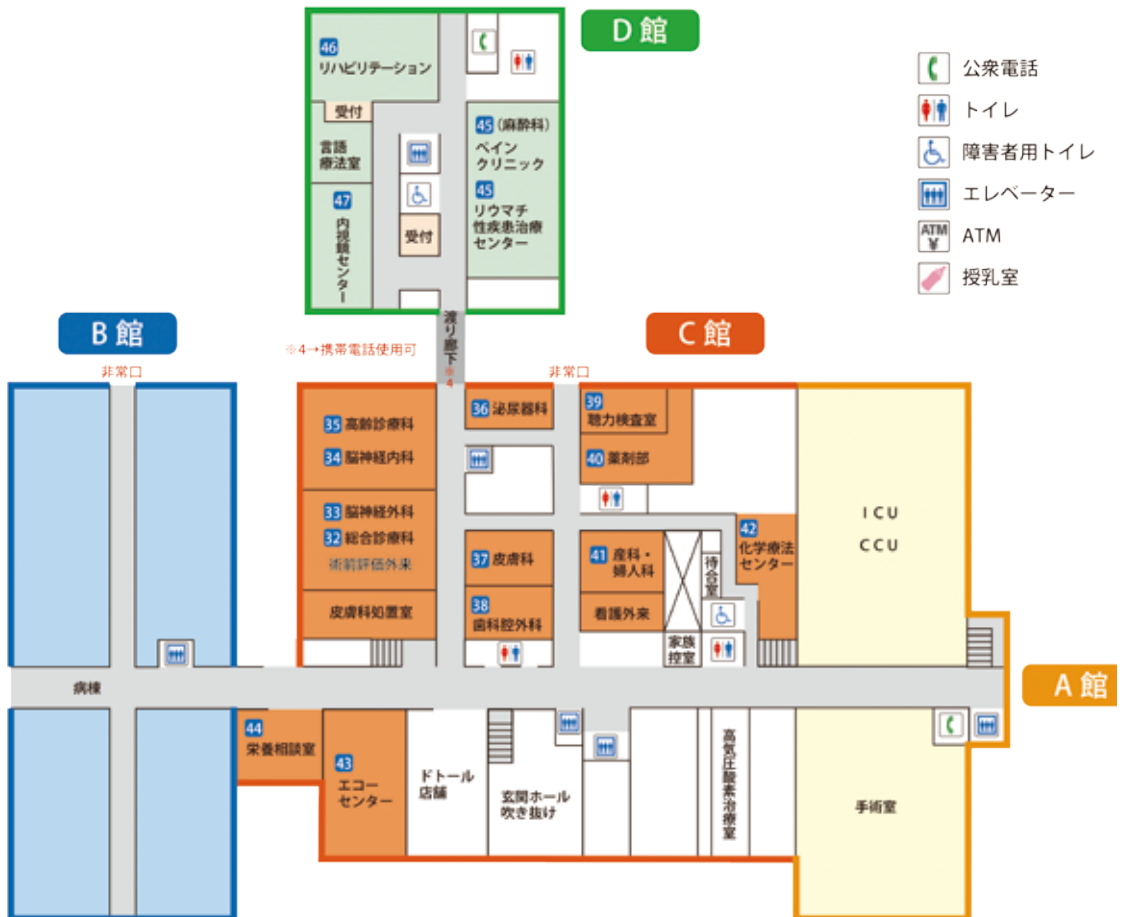 D 館
公衆電話
トイレ
障害者用トイレ
エレベーター
ATM
¥
ATM
授乳室
46
リハビリテーション
受付
言語
療法室
47
内視鏡センター
受付
45 (麻酔科)
ペイン
クリニック
45
リウマチ
性疾患治療
センター
B 館
C 館
渡り廊下※4
※4→携帯電話使用可
非常口
非常口
35 高齢診療科
34 脳神経内科
33 脳神経外科
32 総合診療科
術前評価外来
皮膚科処置室
36 泌尿器科
37 皮膚科
38
歯科腔外科
39
聴力検査室
40 薬剤部
41 産科・
婦人科
看護外来
待合室
家族
控室
42
化学療法
センター
ICU
CCU
A 館
病棟
44
栄養相談室
43
エコー
センター
ドトール
店舗
玄関ホール
吹き抜け
高気圧酸素治療室
手術室